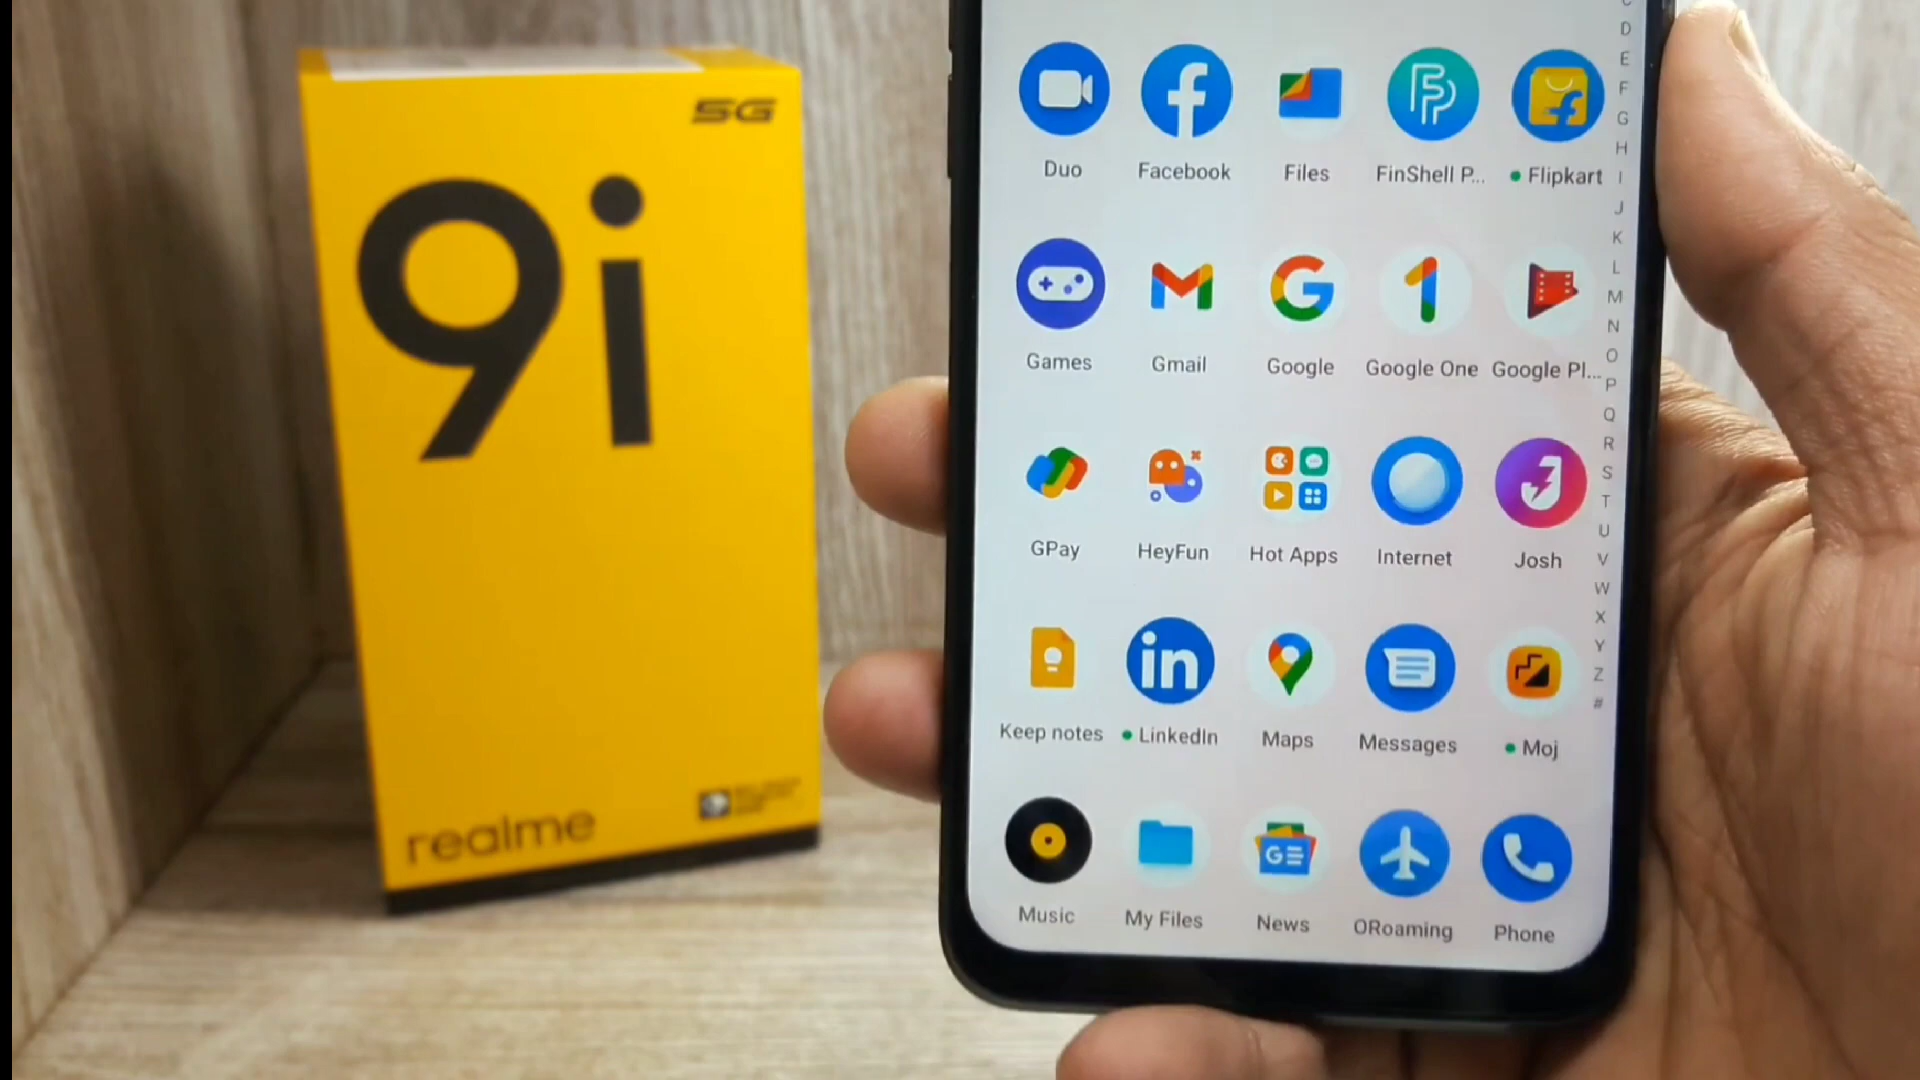 5G
9i
realme
Duo Facebook Files FinShell P... Flipkart
Games Gmail Google Google One Google Pl...
GPay HeyFun Hot Apps Internet Josh
Keep notes LinkedIn Maps Messages Moj
Music My Files News ORoaming Phone
D
E
F
G
H
I
J
K
L
M
N
O
P
Q
R
S
T
U
V
W
X
Y
Z
#